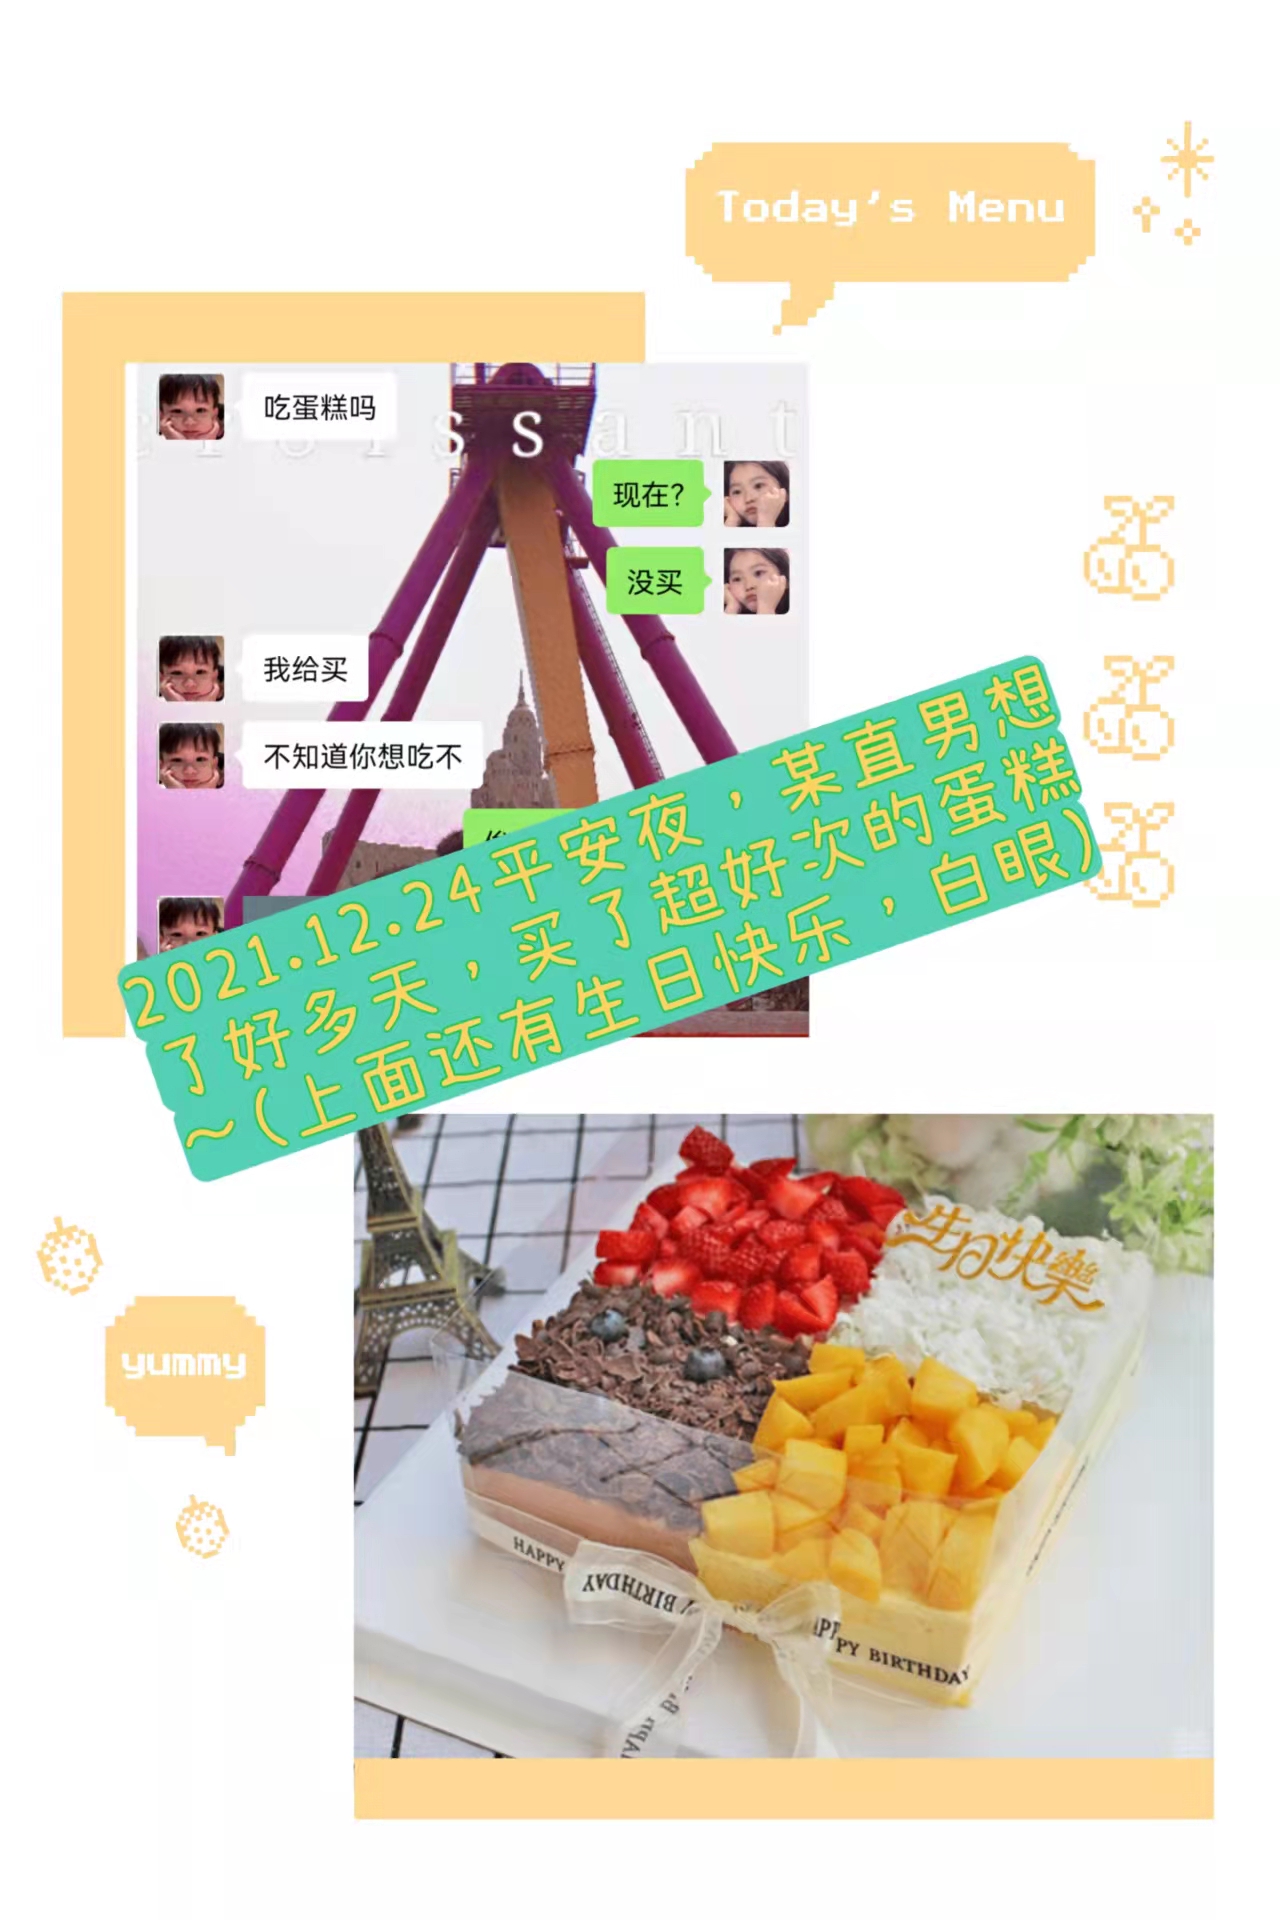 Today's Menu
吃蛋糕吗
croissant
现在?
没买
我给买
不知道你想吃不
2021.12.24平安夜，某直男想
了好多天，买了超好次的蛋糕
~(上面还有生日快乐，白眼)
生日快樂
yummy
HAPPY
BIRTHDAY
PY BIRTHDAY